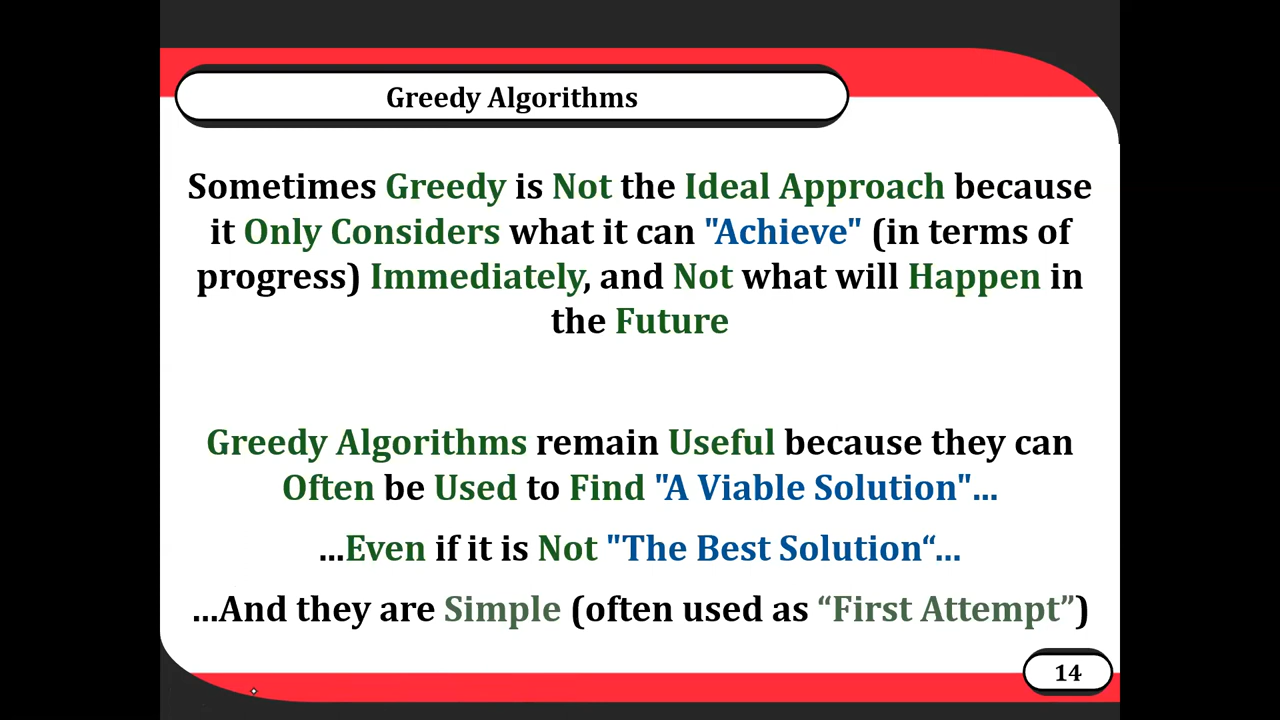 Greedy Algorithms
Sometimes Greedy is Not the Ideal Approach because
it Only Considers what it can "Achieve" (in terms of
progress) Immediately, and Not what will Happen in
the Future
Greedy Algorithms remain Useful because they can
Often be Used to Find "A Viable Solution"...
...Even if it is Not "The Best Solution“...
...And they are Simple (often used as “First Attempt”)
14